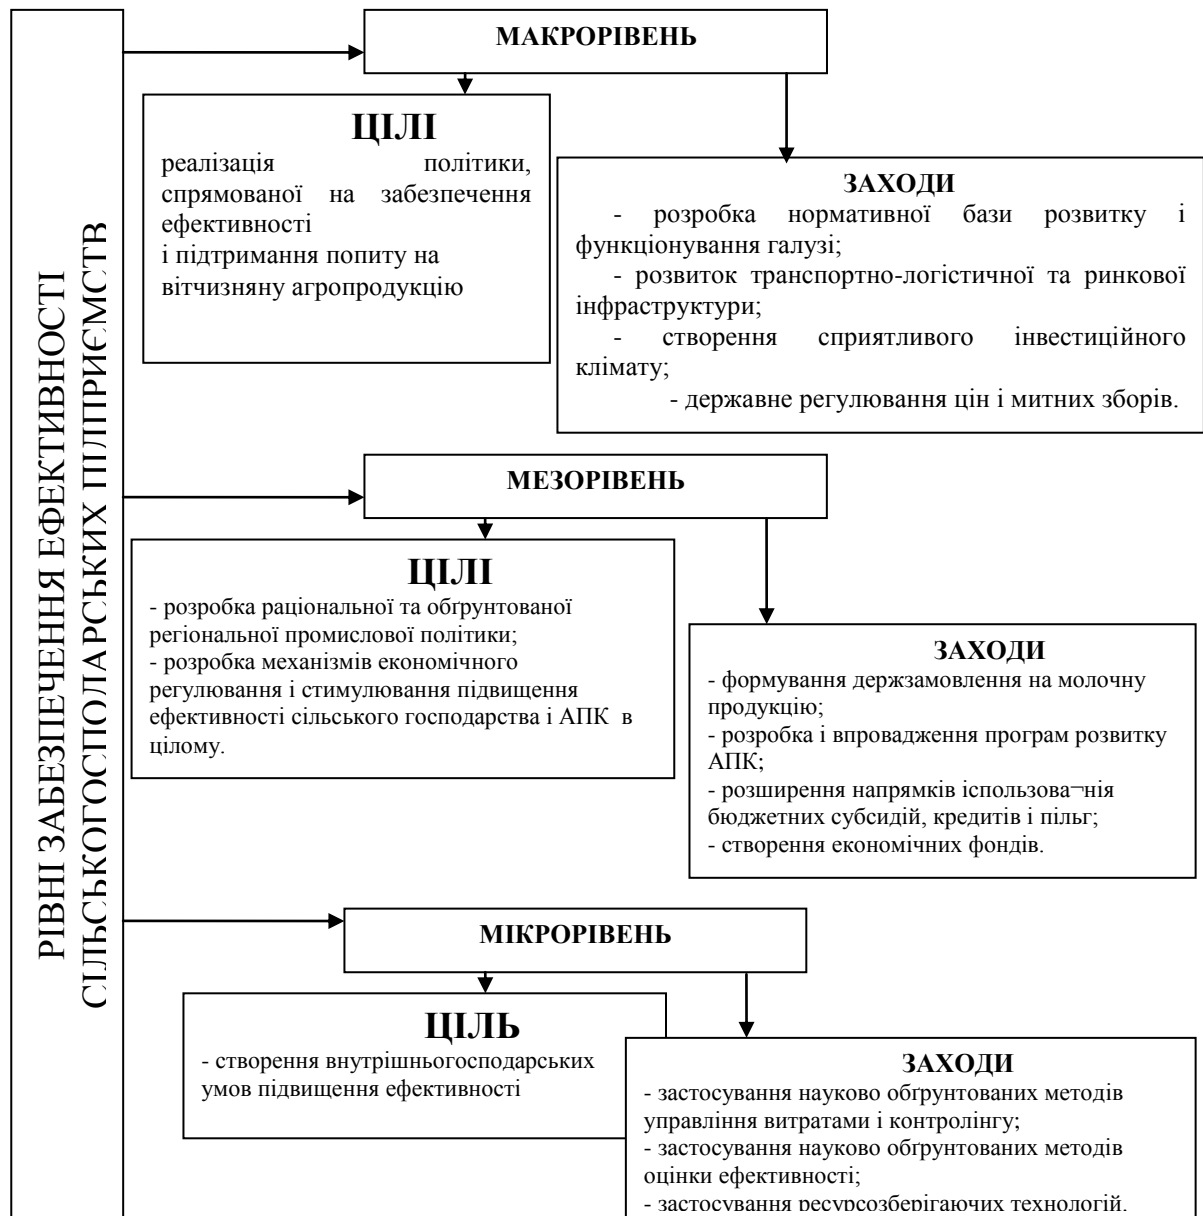 РІВНІ ЗАБЕЗПЕЧЕННЯ ЕФЕКТИВНОСТІ
СІЛЬСЬКОГОСПОДАРСЬКИХ ПІДПРИЄМСТВ
МАКРОРІВЕНЬ
ЦІЛІ
реалізація політики,
спрямованої на забезпечення
ефективності
і підтримання попиту на
вітчизняну агропродукцію
ЗАХОДИ
- розробка нормативної бази розвитку і
функціонування галузі;
- розвиток транспортно-логістичної та ринкової
інфраструктури;
- створення сприятливого інвестиційного
клімату;
- державне регулювання цін і митних зборів.
МЕЗОРІВЕНЬ
ЦІЛІ
- розробка раціональної та обґрунтованої
регіональної промислової політики;
- розробка механізмів економічного
регулювання і стимулювання підвищення
ефективності сільського господарства і АПК в
цілому.
ЗАХОДИ
- формування держзамовлення на молочну
продукцію;
- розробка і впровадження програм розвитку
АПК;
- розширення напрямків іспользова¬нія
бюджетних субсидій, кредитів і пільг;
- створення економічних фондів.
МІКРОРІВЕНЬ
ЦІЛЬ
- створення внутрішньогосподарських
умов підвищення ефективності
ЗАХОДИ
- застосування науково обґрунтованих методів
управління витратами і контролінгу;
- застосування науково обґрунтованих методів
оцінки ефективності;
- застосування ресурсозберігаючих технологій.